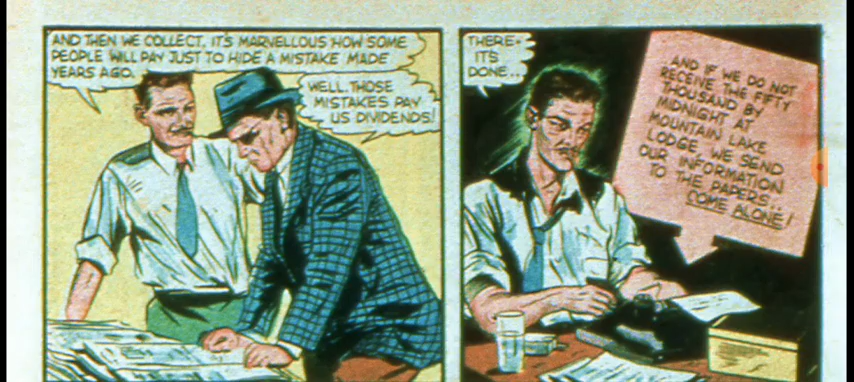 AND THEN WE COLLECT. IT'S MARVELLOUS HOW SOME
PEOPLE WILL PAY JUST TO HIDE A MISTAKE MADE
YEARS AGO.
WELL, THOSE
MISTAKES PAY
US DIVIDENDS!
THERE-
IT'S
DONE...
AND IF WE DO NOT
RECEIVE THE FIFTY
THOUSAND BY
MIDNIGHT AT
MOUNTAIN LAKE
LODGE WE SEND
OUR INFORMATION
TO THE PAPERS..
COME ALONE!